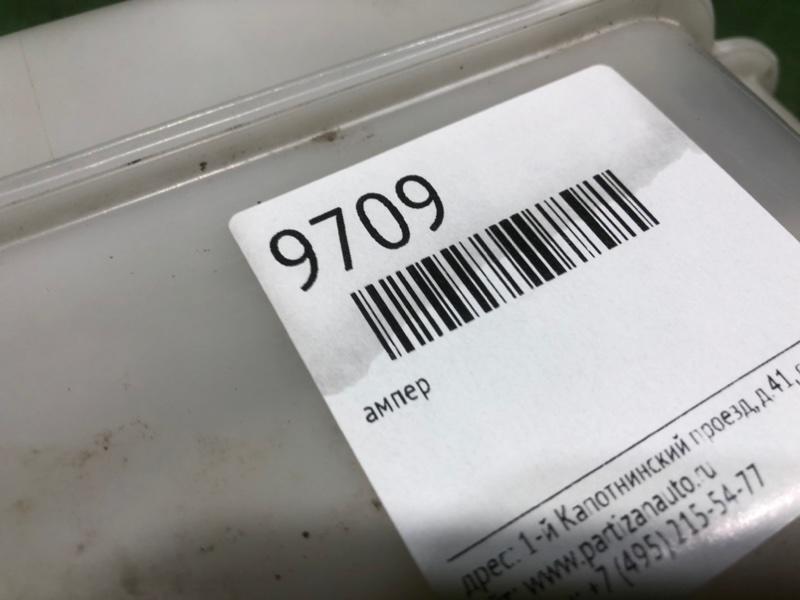 9709
ампер
дрес: 1-й Капотнинский проезд, д.41,
www.partizanauto.ru
+7 (495) 215-54-77